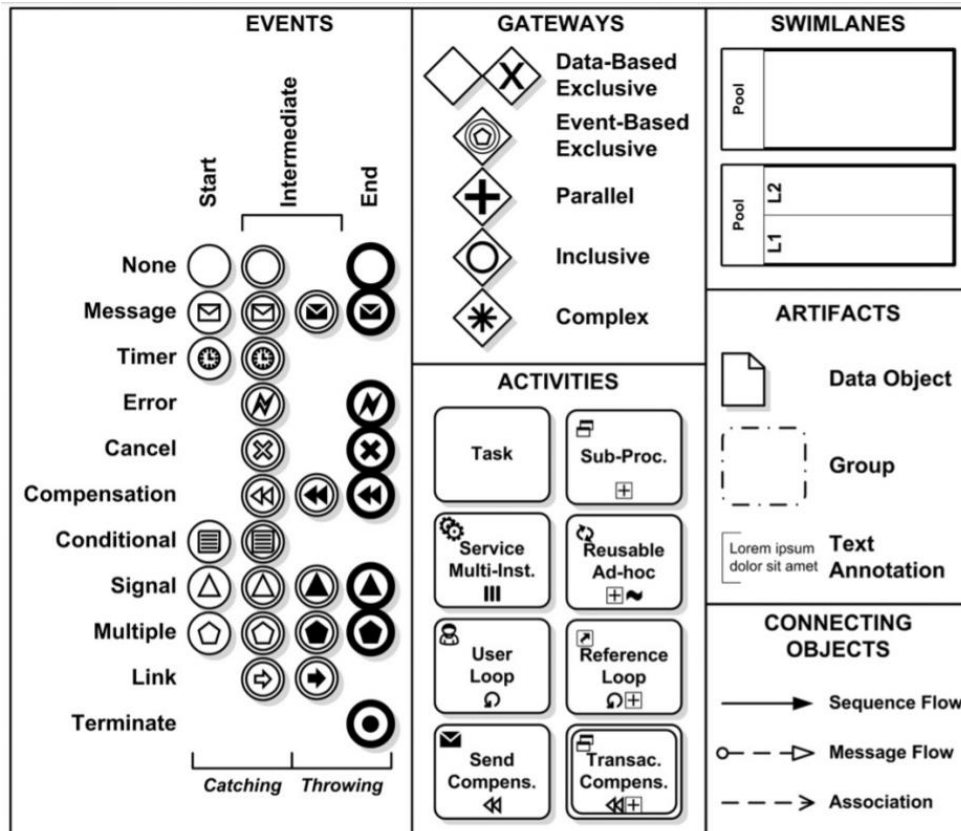 EVENTS
Start
Intermediate
End
None
Message
Timer
Error
Cancel
Compensation
Conditional
Signal
Multiple
Link
Terminate
Catching
Throwing
GATEWAYS
X
Data-Based
Exclusive
Event-Based
Exclusive
Parallel
Inclusive
Complex
ACTIVITIES
Task
Sub-Proc.
Service
Multi-Inst.
Reusable
Ad-hoc
User
Loop
Reference
Loop
Send
Compens.
Transac.
Compens.
SWIMLANES
Pool
Pool
L2
L1
ARTIFACTS
Data Object
Group
Lorem ipsum
dolor sit amet
Text
Annotation
CONNECTING
OBJECTS
Sequence Flow
Message Flow
Association